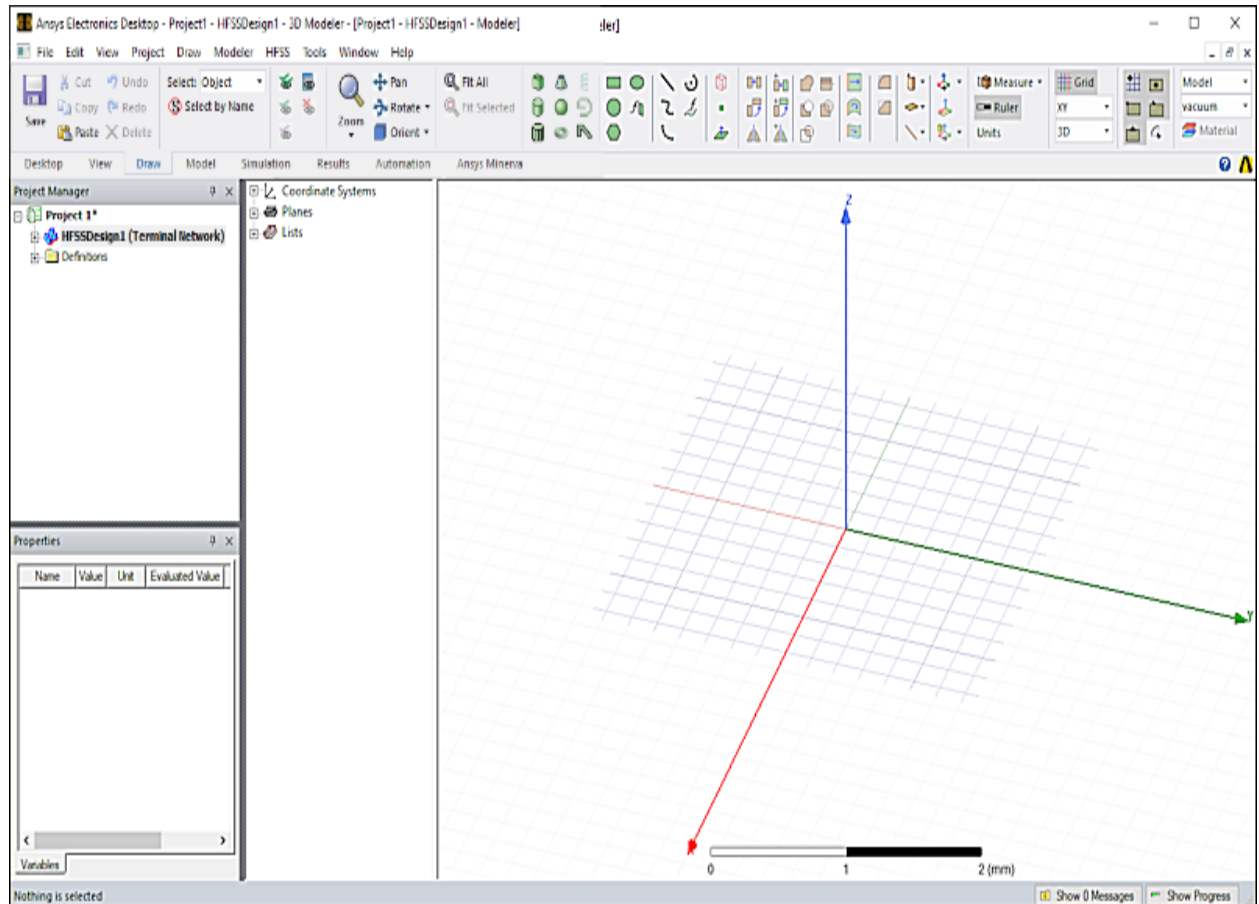 Ansys Electronics Desktop - Project1 - HFSSDesign1 - 3D Modeler - [Project1 - HFSSDesign1 - Modeler] :ler]
File Edit View Project Draw Modeler HFSS Tools Window Help
Save
Cut Undo Select: Object
Copy Redo Select by Name
Paste Delete
Zoom
Pan
Rotate
Orient
Fit All
Fit Selected
Measure
Ruler
Units
Grid
XY
3D
Model
vacuum
Material
Desktop View Draw Model Simulation Results Automation Ansys Minerva
Project Manager
Project 1*
HFSSDesign1 (Terminal Network)
Definitions
Coordinate Systems
Planes
Lists
Z
Y
Properties
Name Value Unit Evaluated Value
Variables
0 1 2 (mm)
Nothing is selected
Show 0 Messages Show Progress